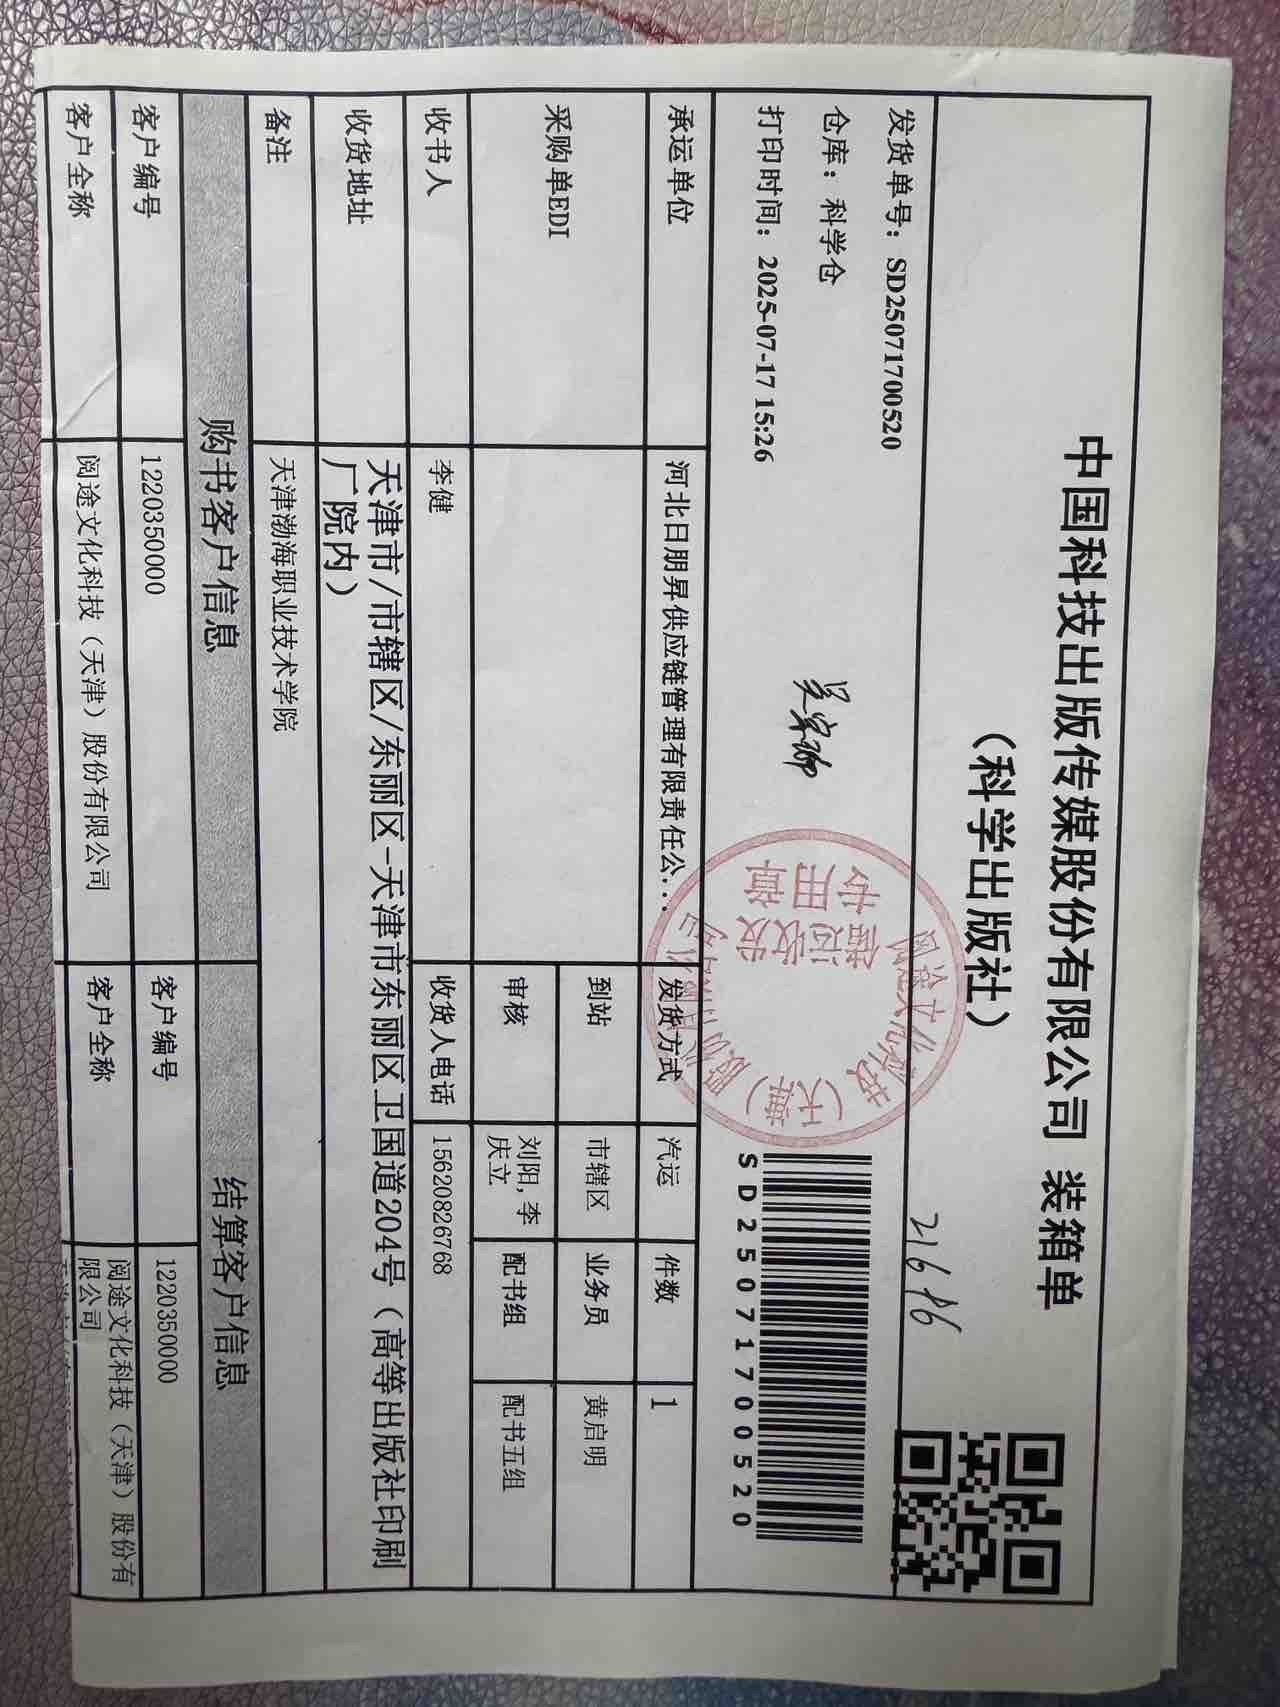 中国科技出版传媒股份有限公司 装箱单
（科学出版社）
发货单号：SD25071700520
仓库：科学仓
打印时间：2025-07-17 15:26
SD25071700520
储运收发
专用章
承运单位 河北日朋昇供应链管理有限责任公... 发货方式 汽运 件数 1
采购单EDI 到站 市辖区 业务员 黄启明
审核 刘阳,李庆立 配书组 配书五组
收书人 李健 收货人电话 15620826768
收货地址 天津市/市辖区/东丽区-天津市东丽区卫国道204号（高等出版社印刷
厂院内）
备注 天津渤海职业技术学院
购书客户信息 结算客户信息
客户编号 1220350000 客户编号 1220350000
客户全称 阅途文化科技（天津）股份有限公司 客户全称 阅途文化科技（天津）股份有
限公司